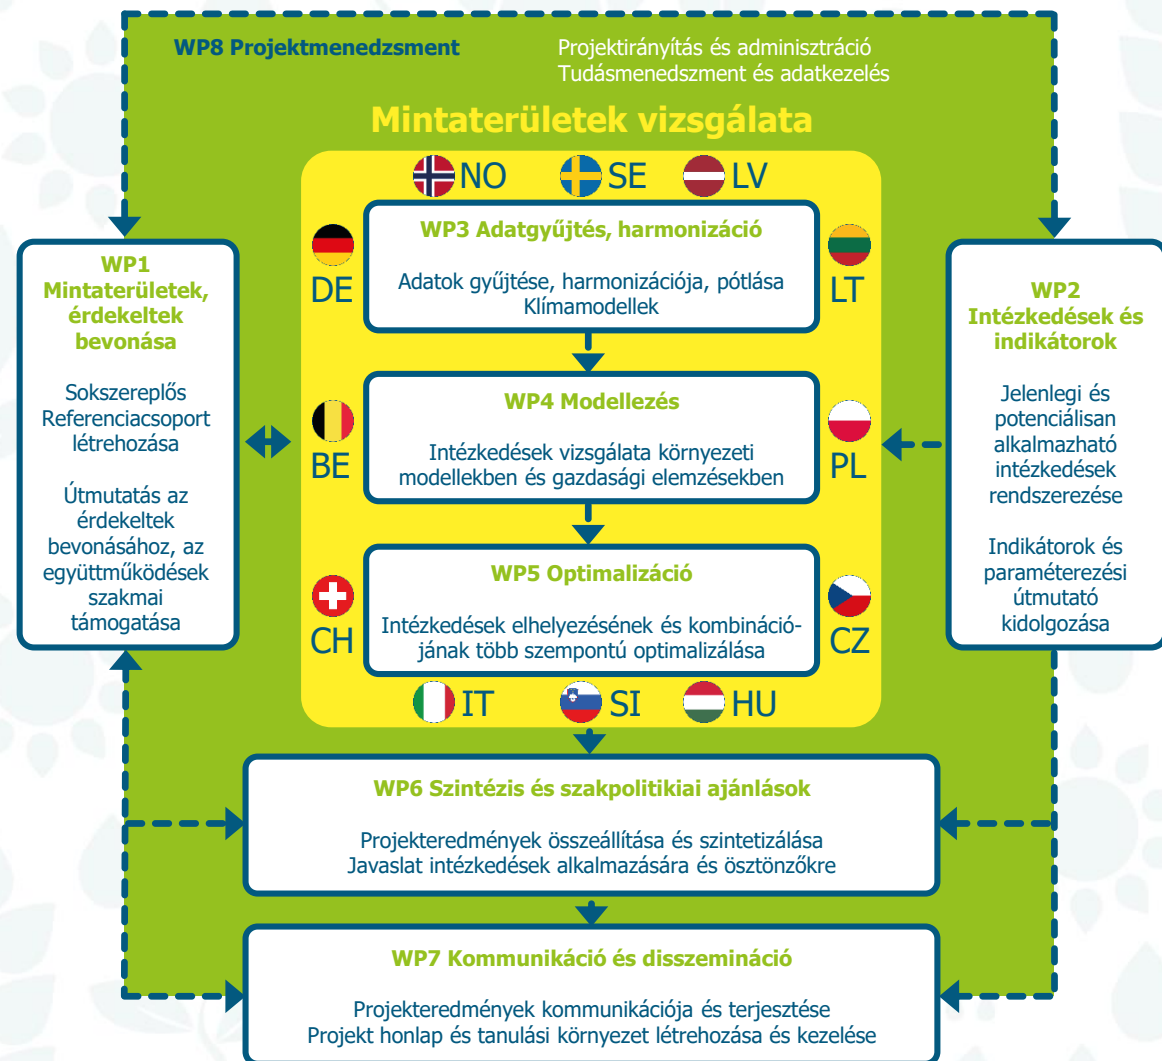 WP8 Projektmenedzsment
Projektirányítás és adminisztráció
Tudásmenedszment és adatkezelés
Mintaterületek vizsgálata
NO
SE
LV
DE
LT
BE
PL
CH
CZ
IT
SI
HU
WP1
Mintaterületek,
érdekeltek
bevonása
Sokszereplős
Referenciacsoport
létrehozása
Útmutatás az
érdekeltek
bevonásához, az
együttműködések
szakmai
támogatása
WP3 Adatgyűjtés, harmonizáció
Adatok gyűjtése, harmonizációja, pótlása
Klímamodellek
WP4 Modellezés
Intézkedések vizsgálata környezeti
modellekben és gazdasági elemzésekben
WP5 Optimalizáció
Intézkedések elhelyezésének és kombináció-
jának több szempontú optimalizálása
WP2
Intézkedések és
indikátorok
Jelenlegi és
potenciálisan
alkalmazható
intézkedések
rendszerezése
Indikátorok és
paraméterezési
útmutató
kidolgozása
WP6 Szintézis és szakpolitikiai ajánlások
Projekteredmények összeállítása és szintetizálása
Javaslat intézkedések alkalmazására és ösztönzőkre
WP7 Kommunikáció és disszemináció
Projekteredmények kommunikációja és terjesztése
Projekt honlap és tanulási környezet létrehozása és kezelése